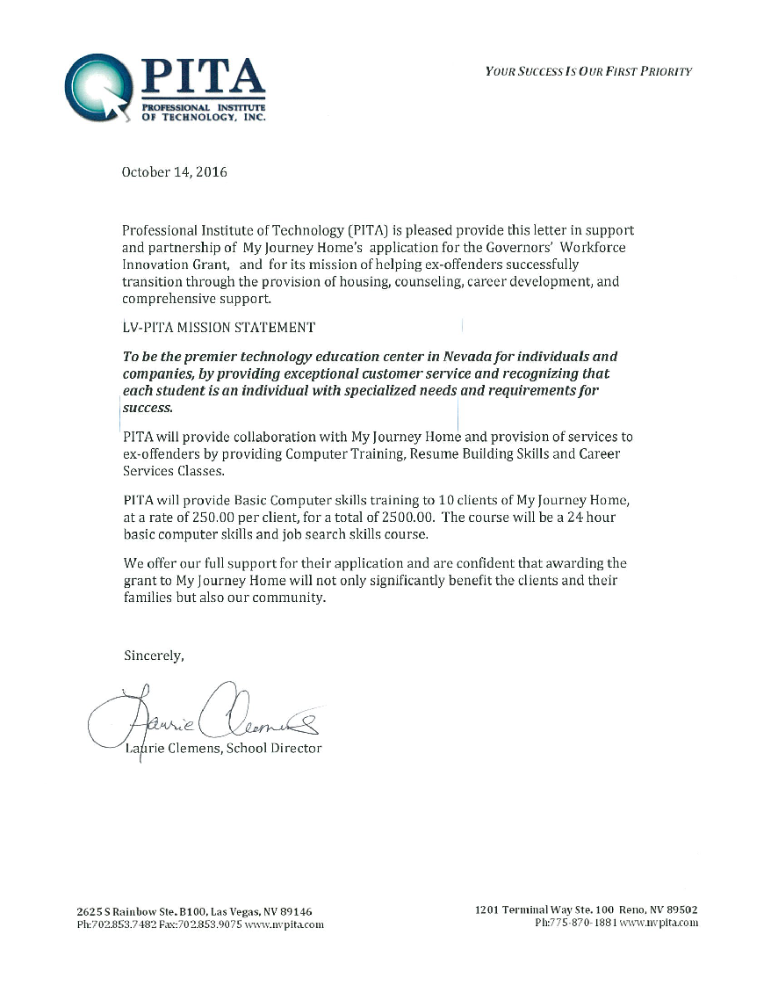 PITA
PROFESSIONAL INSTITUTE
OF TECHNOLOGY, INC.
YOUR SUCCESS IS OUR FIRST PRIORITY
October 14, 2016
Professional Institute of Technology (PITA) is pleased provide this letter in support
and partnership of My Journey Home's application for the Governors' Workforce
Innovation Grant, and for its mission of helping ex-offenders successfully
transition through the provision of housing, counseling, career development, and
comprehensive support.
LV-PITA MISSION STATEMENT
To be the premier technology education center in Nevada for individuals and
companies, by providing exceptional customer service and recognizing that
each student is an individual with specialized needs and requirements for
success.
PITA will provide collaboration with My Journey Home and provision of services to
ex-offenders by providing Computer Training, Resume Building Skills and Career
Services Classes.
PITA will provide Basic Computer skills training to 10 clients of My Journey Home,
at a rate of 250.00 per client, for a total of 2500.00. The course will be a 24 hour
basic computer skills and job search skills course.
We offer our full support for their application and are confident that awarding the
grant to My Journey Home will not only significantly benefit the clients and their
families but also our community.
Sincerely,
Laurie Clemens
Laurie Clemens, School Director
2625 S Rainbow Ste. B100, Las Vegas, NV 89146
Ph:702.853.7482 Fax:702.853.9075 www.nvpita.com
1201 Terminal Way Ste. 100 Reno, NV 89502
Ph:775-870-1881 www.nvpita.com